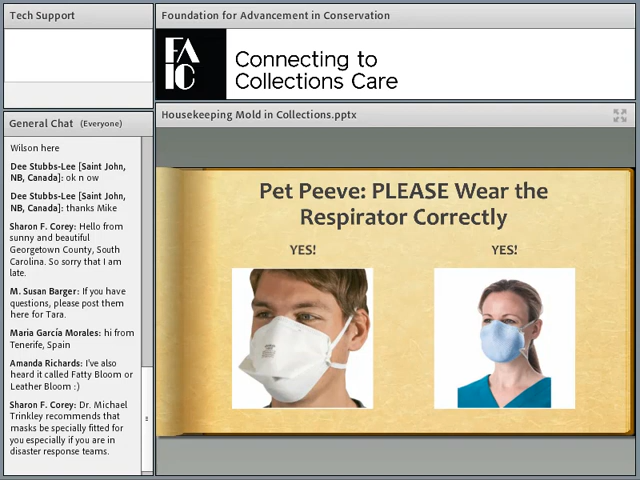 Tech Support
Foundation for Advancement in Conservation
FA
IC
Connecting to
Collections Care
General Chat (Everyone)
Wilson here
Dee Stubbs-Lee [Saint John,
NB, Canada]: ok n ow
Dee Stubbs-Lee [Saint John,
NB, Canada]: thanks Mike
Sharon F. Corey: Hello from
sunny and beautiful
Georgetown County, South
Carolina. So sorry that I am
late.
M. Susan Barger: If you have
questions, please post them
here for Tara.
Maria García Morales: hi from
Tenerife, Spain
Amanda Richards: I've also
heard it called Fatty Bloom or
Leather Bloom :)
Sharon F. Corey: Dr. Michael
Trinkley recommends that
masks be specially fitted for
you especially if you are in
disaster response teams.
Housekeeping Mold in Collections.pptx
Pet Peeve: PLEASE Wear the
Respirator Correctly
YES!
YES!